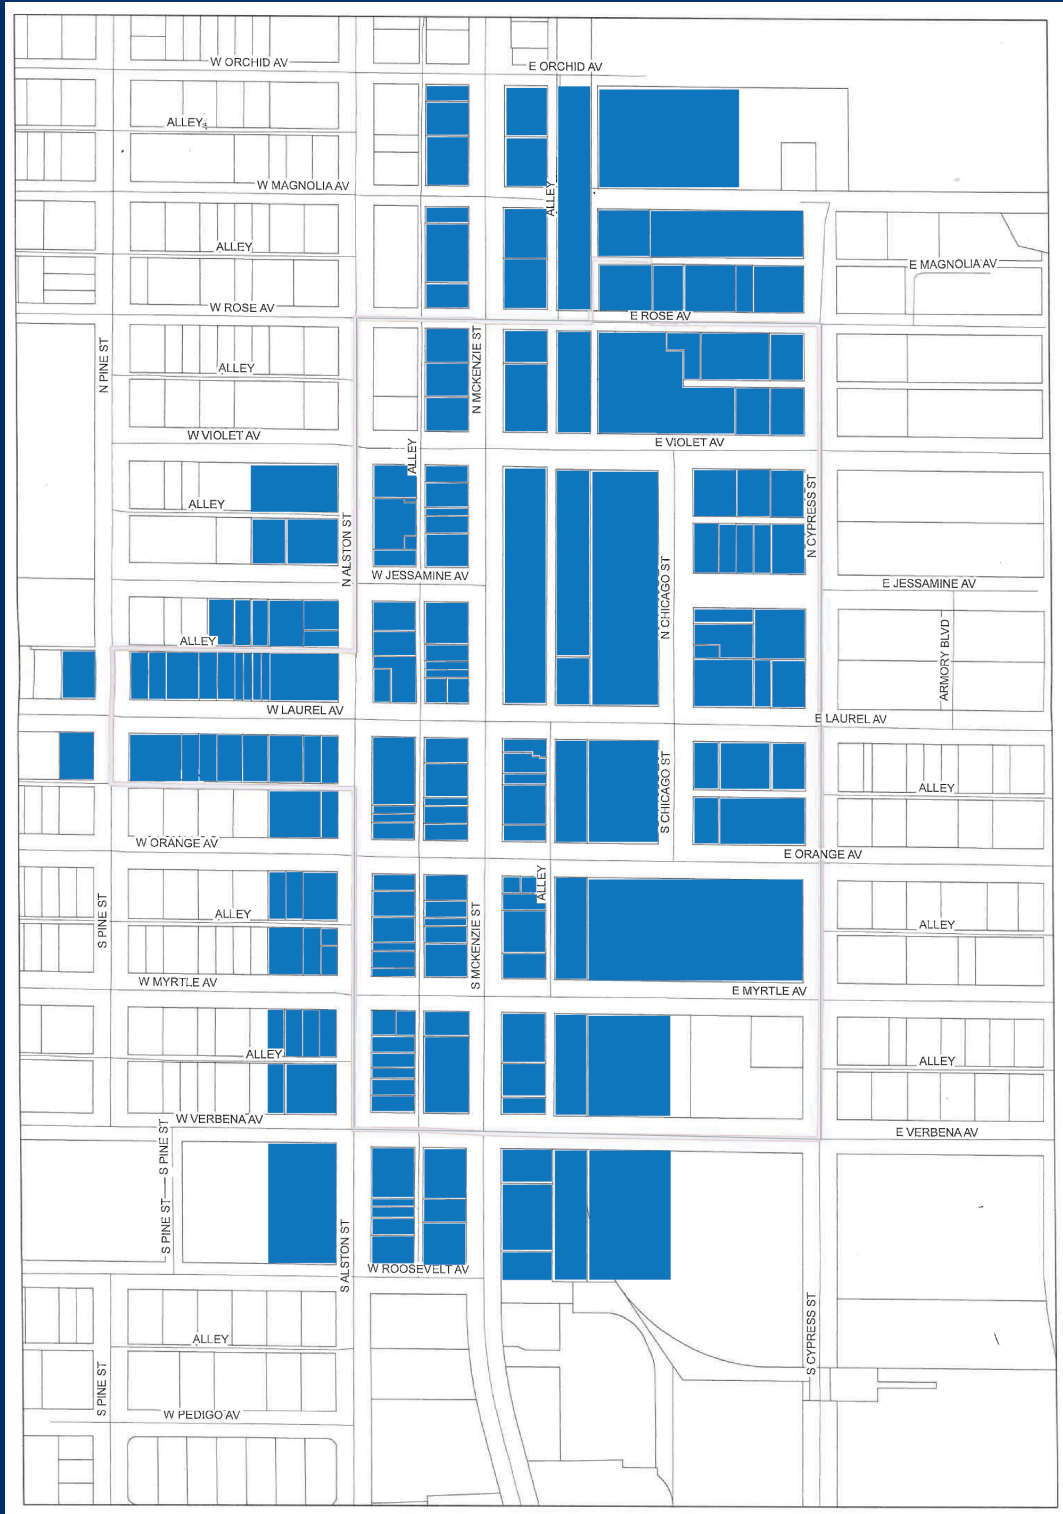 W ORCHID AV
E ORCHID AV
ALLEY
W MAGNOLIA AV
ALLEY
ALLEY
E MAGNOLIA AV
W ROSE AV
E ROSE AV
N PINE ST
N MCKENZIE ST
ALLEY
W VIOLET AV
E VIOLET AV
ALLEY
ALLEY
N ALSTON ST
N CYPRESS ST
W JESSAMINE AV
N CHICAGO ST
E JESSAMINE AV
ALLEY
ARMORY BLVD
W LAUREL AV
E LAUREL AV
S CHICAGO ST
ALLEY
W ORANGE AV
E ORANGE AV
ALLEY
S PINE ST
ALLEY
S MCKENZIE ST
ALLEY
W MYRTLE AV
E MYRTLE AV
ALLEY
ALLEY
W VERBENA AV
E VERBENA AV
S PINE ST
S PINE ST
S ALSTON ST
W ROOSEVELT AV
S CYPRESS ST
ALLEY
S PINE ST
W PEDIGO AV